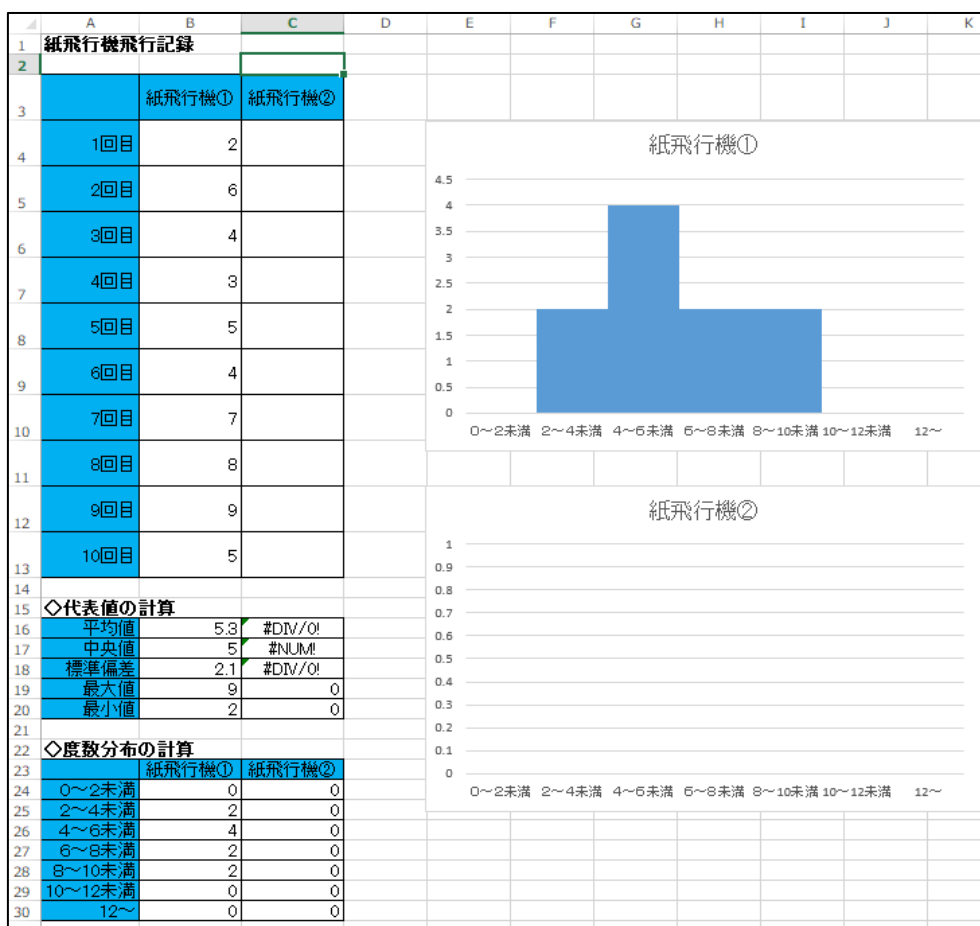 A B C D E F G H I J K
1 紙飛行機飛行記録
2
3 紙飛行機① 紙飛行機②
4 1回目 2
5 2回目 6
6 3回目 4
7 4回目 3
8 5回目 5
9 6回目 4
10 7回目 7
11 8回目 8
12 9回目 9
13 10回目 5
14
15 ◇代表値の計算
16 平均値 5.3 #DIV/0!
17 中央値 5 #NUM!
18 標準偏差 2.1 #DIV/0!
19 最大値 9 0
20 最小値 2 0
21
22 ◇度数分布の計算
23 紙飛行機① 紙飛行機②
24 0～2未満 0 0
25 2～4未満 2 0
26 4～6未満 4 0
27 6～8未満 2 0
28 8～10未満 2 0
29 10～12未満 0 0
30 12～ 0 0
紙飛行機①
4.5
4
3.5
3
2.5
2
1.5
1
0.5
0
0～2未満 2～4未満 4～6未満 6～8未満 8～10未満 10～12未満 12～
紙飛行機②
1
0.9
0.8
0.7
0.6
0.5
0.4
0.3
0.2
0.1
0
0～2未満 2～4未満 4～6未満 6～8未満 8～10未満 10～12未満 12～